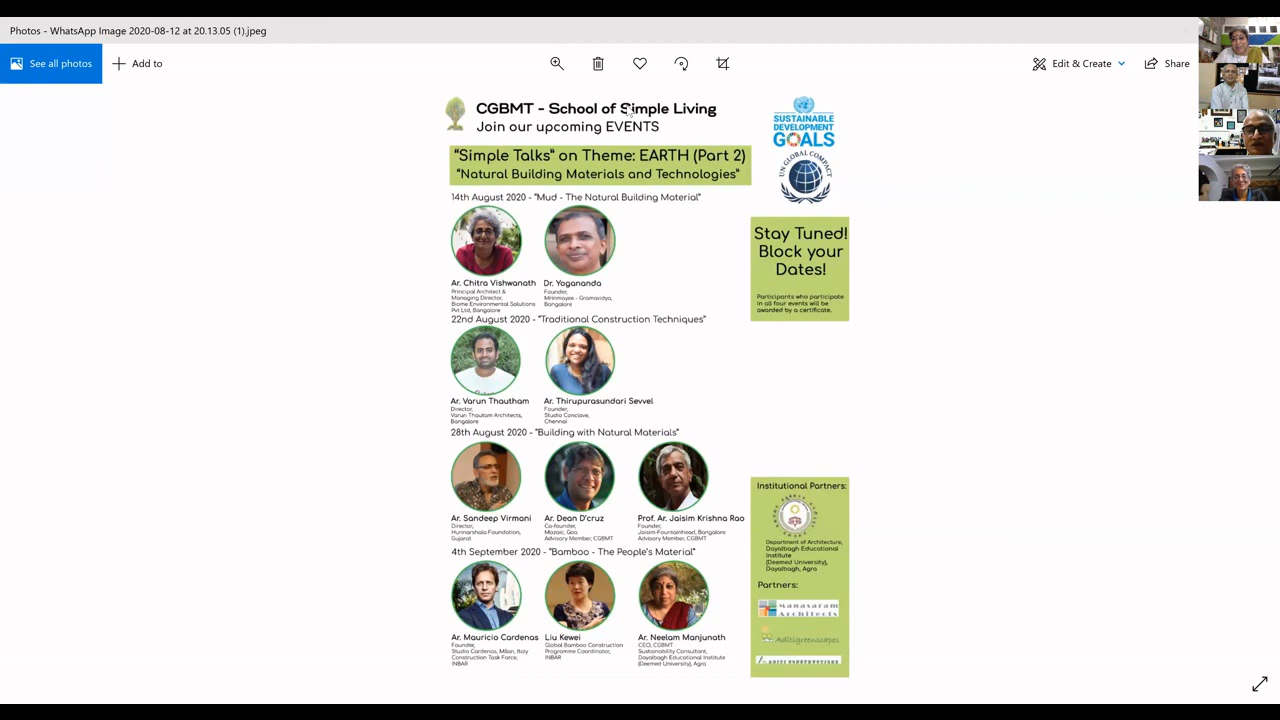 Photos - WhatsApp Image 2020-08-12 at 20.13.05 (1).jpeg
See all photos
Add to
Edit & Create
Share
CGBMT - School of Simple Living
Join our upcoming EVENTS
SUSTAINABLE
DEVELOPMENT
GOALS
UN GLOBAL COMPACT
"Simple Talks" on Theme: EARTH (Part 2)
"Natural Building Materials and Technologies"
14th August 2020 - "Mud - The Natural Building Material"
Ar. Chitra Vishwanath
Principal Architect &
Managing Director,
Biome Environmental Solutions
Pvt Ltd, Bangalore
Dr. Yogananda
Founder,
Mrinmayee - Gramavidya,
Bangalore
Stay Tuned!
Block your
Dates!
Participants who participate
in all four events will be
awarded by a certificate.
22nd August 2020 - "Traditional Construction Techniques"
Ar. Varun Thautham
Director,
Varun Thautam Architects,
Bangalore
Ar. Thirupurasundari Sevvel
Founder,
Studio Conclave,
Chennai
28th August 2020 - "Building with Natural Materials"
Ar. Sandeep Virmani
Director,
Hunnarshala Foundation,
Gujarat
Ar. Dean D'cruz
Co-founder,
Mozaic, Goa
Advisory Member, CGBMT
Prof. Ar. Jaisim Krishna Rao
Founder,
Jaisim-Fountainhead, Bangalore
Advisory Member, CGBMT
4th September 2020 - "Bamboo - The People's Material"
Ar. Mauricio Cardenas
Founder,
Studio Cardenas, Milan, Italy
Construction Task Force,
INBAR
Liu Kewei
Global Bamboo Construction
Programme Coordinator,
INBAR
Ar. Neelam Manjunath
CEO, CGBMT
Sustainability Consultant,
Dayalbagh Educational Institute
(Deemed University), Agra
Institutional Partners:
Department of Architecture,
Dayalbagh Educational
Institute
(Deemed University),
Dayalbagh, Agra
Partners:
Manasaram
Architects
Aditigreenscapes